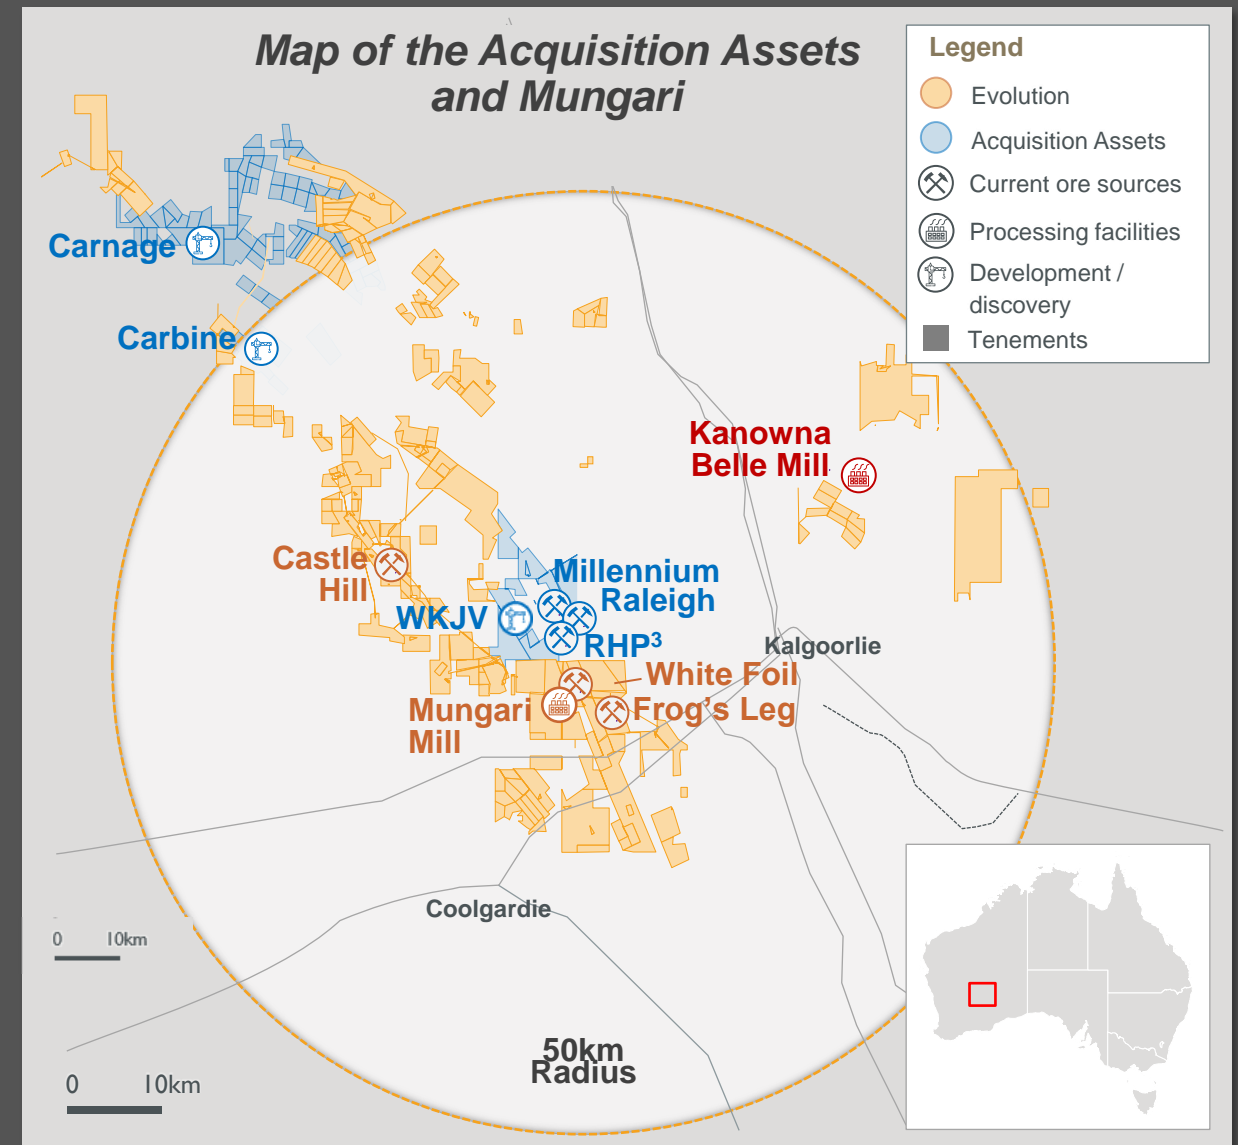 Map of the Acquisition Assets
and Mungari
Legend
Evolution
Acquisition Assets
Current ore sources
Processing facilities
Development /
discovery
Tenements
Carnage
Carbine
Kanowna
Belle Mill
Castle
Hill
Millennium
Raleigh
WKJV
RHP³
Kalgoorlie
White Foil
Mungari
Mill
Frog's Leg
Coolgardie
0 10km
50km
Radius
0 10km